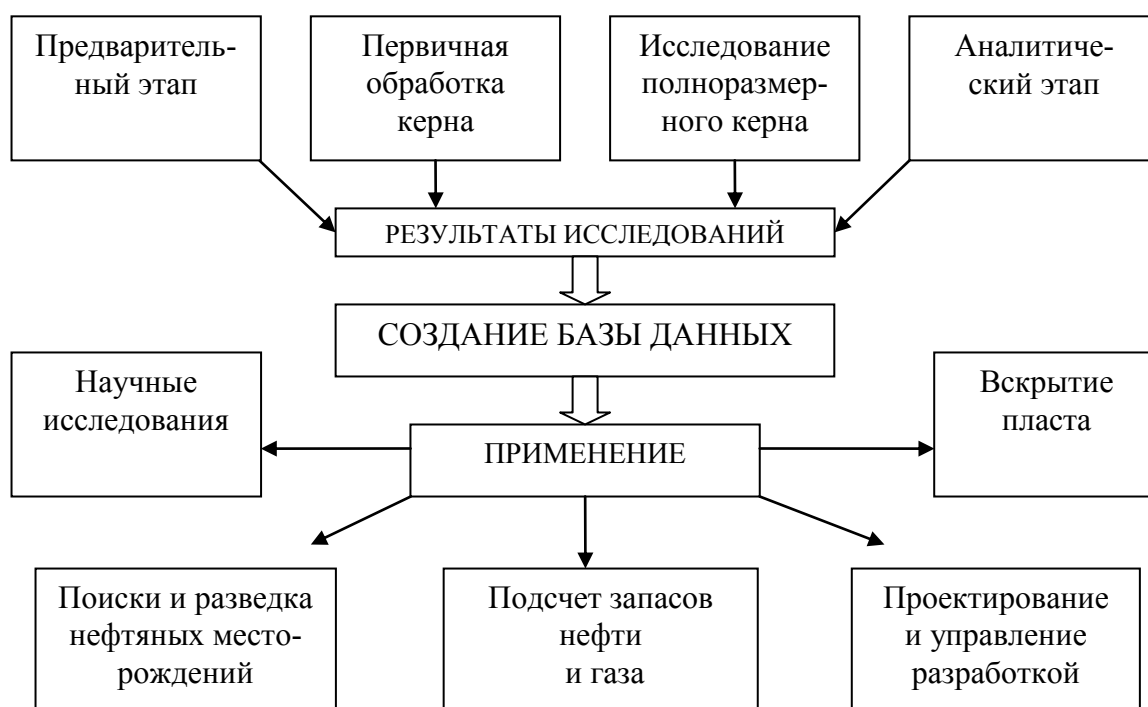 Предваритель-
ный этап
Первичная
обработка
керна
Исследование
полноразмер-
ного керна
Аналитиче-
ский этап
РЕЗУЛЬТАТЫ ИССЛЕДОВАНИЙ
СОЗДАНИЕ БАЗЫ ДАННЫХ
Научные
исследования
ПРИМЕНЕНИЕ
Вскрытие
пласта
Поиски и разведка
нефтяных место-
рождений
Подсчет запасов
нефти
и газа
Проектирование
и управление
разработкой